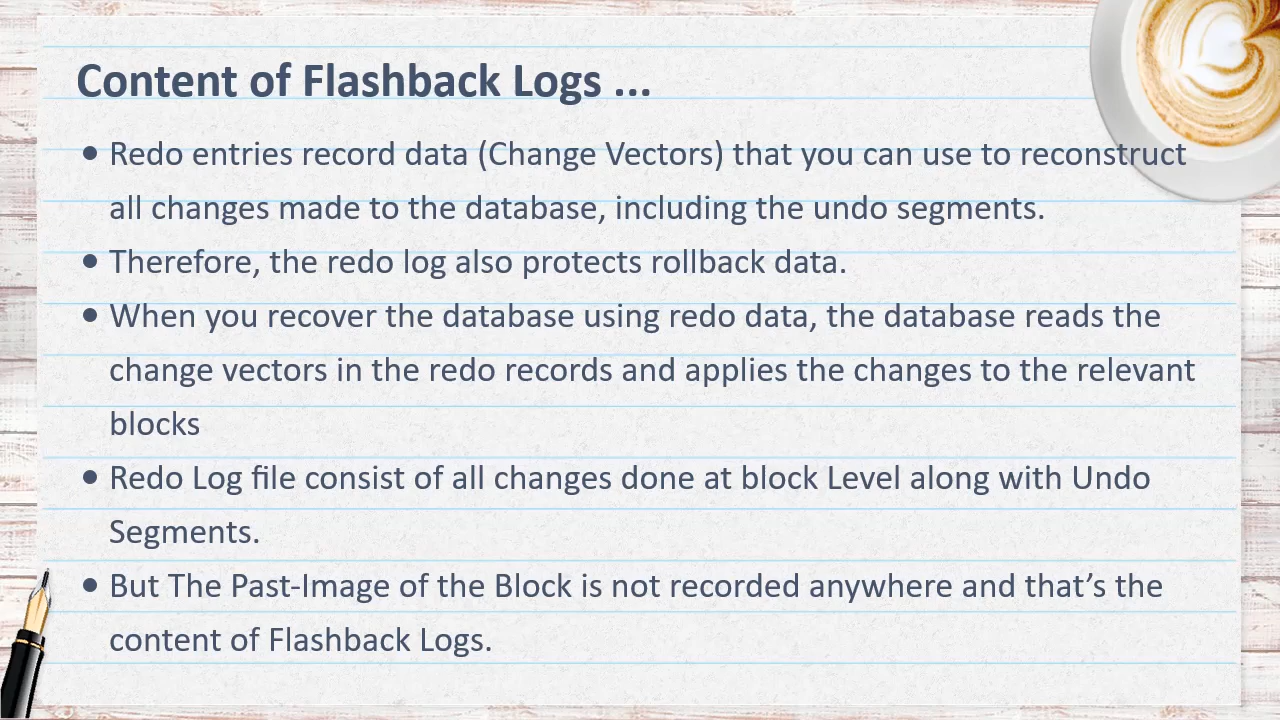 Content of Flashback Logs ...
• Redo entries record data (Change Vectors) that you can use to reconstruct
all changes made to the database, including the undo segments.
• Therefore, the redo log also protects rollback data.
• When you recover the database using redo data, the database reads the
change vectors in the redo records and applies the changes to the relevant
blocks
• Redo Log file consist of all changes done at block Level along with Undo
Segments.
• But The Past-Image of the Block is not recorded anywhere and that’s the
content of Flashback Logs.